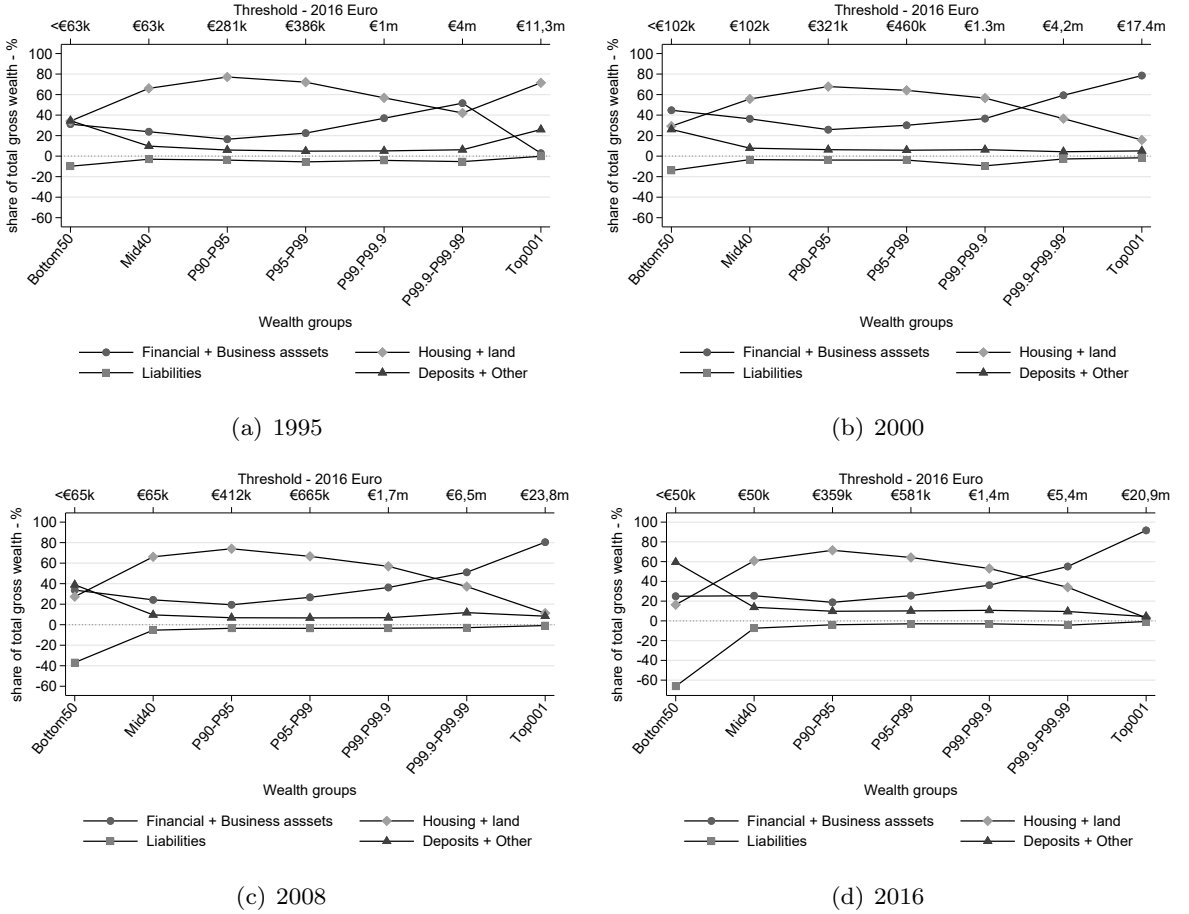 Threshold - 2016 Euro
<€63k €63k €281k €386k €1m €4m €11,3m
share of total gross wealth - %
100
80
60
40
20
0
-20
-40
-60
Bottom50 Mid40 P90-P95 P95-P99 P99.P99.9 P99.9-P99.99 Top001
Wealth groups
Financial + Business asssets Housing + land
Liabilities Deposits + Other
(a) 1995
Threshold - 2016 Euro
<€102k €102k €321k €460k €1.3m €4,2m €17.4m
share of total gross wealth - %
100
80
60
40
20
0
-20
-40
-60
Bottom50 Mid40 P90-P95 P95-P99 P99.P99.9 P99.9-P99.99 Top001
Wealth groups
Financial + Business asssets Housing + land
Liabilities Deposits + Other
(b) 2000
Threshold - 2016 Euro
<€65k €65k €412k €665k €1,7m €6,5m €23,8m
share of total gross wealth - %
100
80
60
40
20
0
-20
-40
-60
Bottom50 Mid40 P90-P95 P95-P99 P99.P99.9 P99.9-P99.99 Top001
Wealth groups
Financial + Business asssets Housing + land
Liabilities Deposits + Other
(c) 2008
Threshold - 2016 Euro
<€50k €50k €359k €581k €1,4m €5,4m €20,9m
share of total gross wealth - %
100
80
60
40
20
0
-20
-40
-60
Bottom50 Mid40 P90-P95 P95-P99 P99.P99.9 P99.9-P99.99 Top001
Wealth groups
Financial + Business asssets Housing + land
Liabilities Deposits + Other
(d) 2016